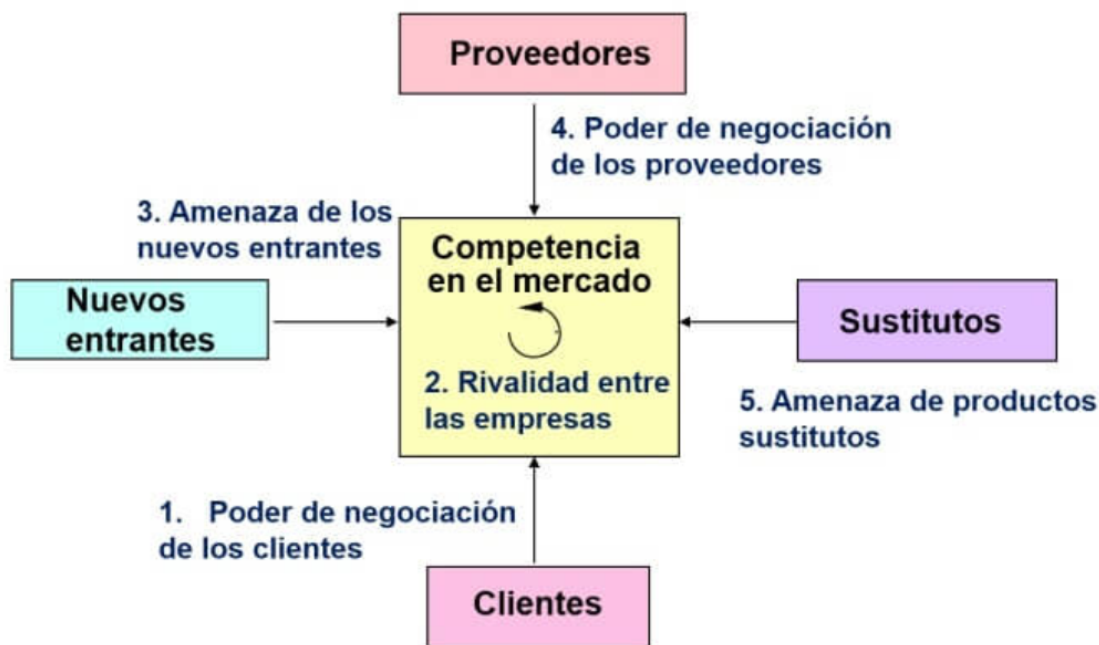 Proveedores
4. Poder de negociación
de los proveedores
3. Amenaza de los
nuevos entrantes
Competencia
en el mercado
Nuevos
entrantes
Sustitutos
2. Rivalidad entre
las empresas
5. Amenaza de productos
sustitutos
1. Poder de negociación
de los clientes
Clientes